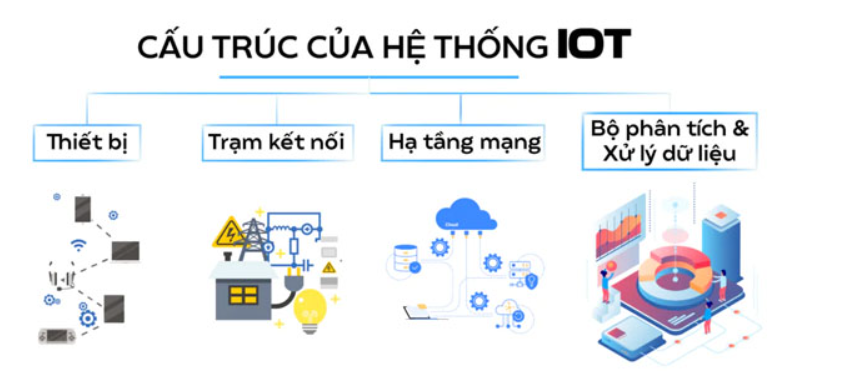 CẤU TRÚC CỦA HỆ THỐNG IOT
Thiết bị
Trạm kết nối
Hạ tầng mạng
Bộ phân tích &
Xử lý dữ liệu
Cloud